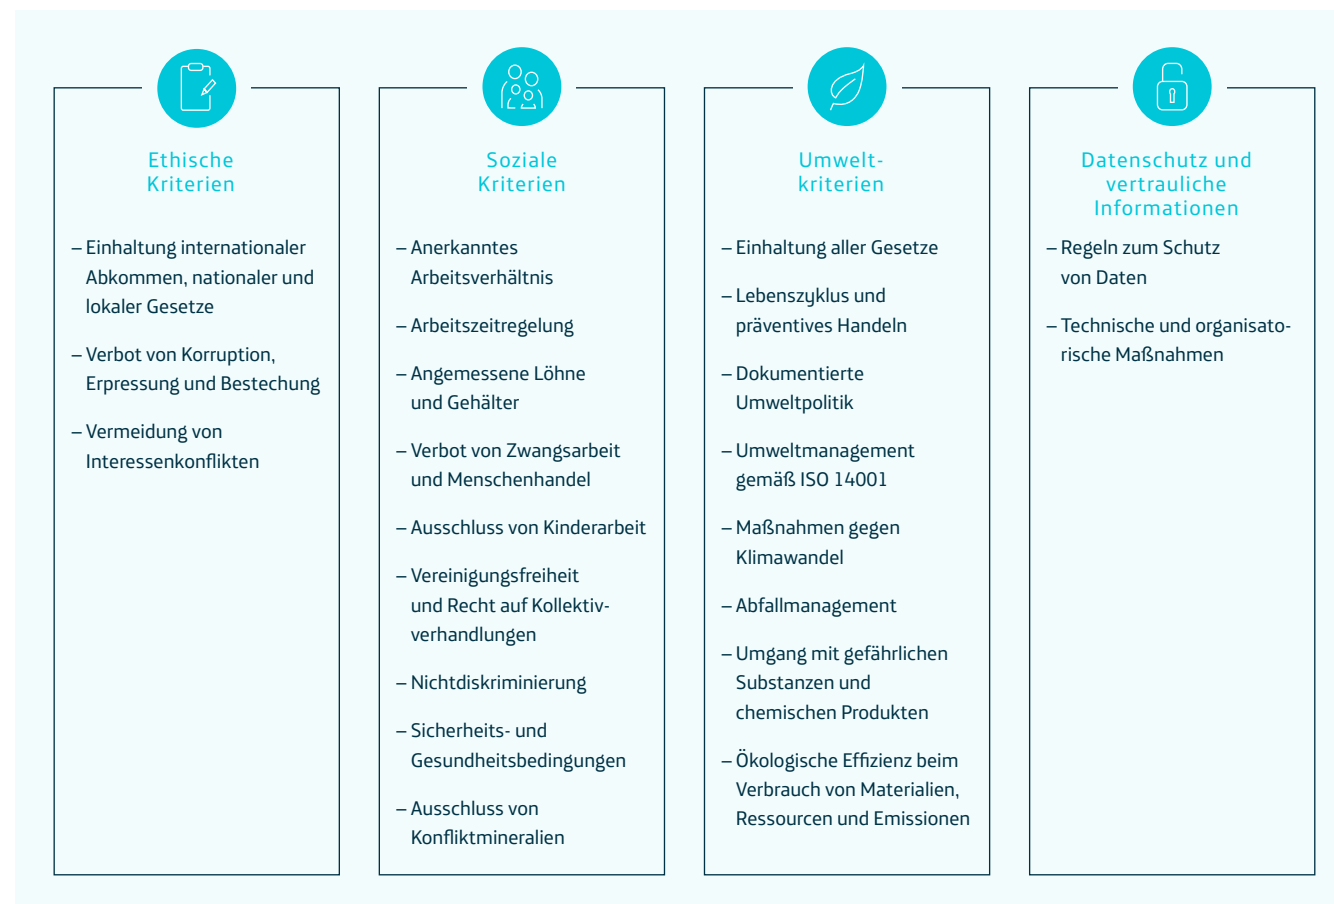 Ethische
Kriterien
– Einhaltung internationaler
Abkommen, nationaler und
lokaler Gesetze
– Verbot von Korruption,
Erpressung und Bestechung
– Vermeidung von
Interessenkonflikten
Soziale
Kriterien
– Anerkanntes
Arbeitsverhältnis
– Arbeitszeitregelung
– Angemessene Löhne
und Gehälter
– Verbot von Zwangsarbeit
und Menschenhandel
– Ausschluss von Kinderarbeit
– Vereinigungsfreiheit
und Recht auf Kollektiv-
verhandlungen
– Nichtdiskriminierung
– Sicherheits- und
Gesundheitsbedingungen
– Ausschluss von
Konfliktmineralien
Umwelt-
kriterien
– Einhaltung aller Gesetze
– Lebenszyklus und
präventives Handeln
– Dokumentierte
Umweltpolitik
– Umweltmanagement
gemäß ISO 14001
– Maßnahmen gegen
Klimawandel
– Abfallmanagement
– Umgang mit gefährlichen
Substanzen und
chemischen Produkten
– Ökologische Effizienz beim
Verbrauch von Materialien,
Ressourcen und Emissionen
Datenschutz und
vertrauliche
Informationen
– Regeln zum Schutz
von Daten
– Technische und organisato-
rische Maßnahmen